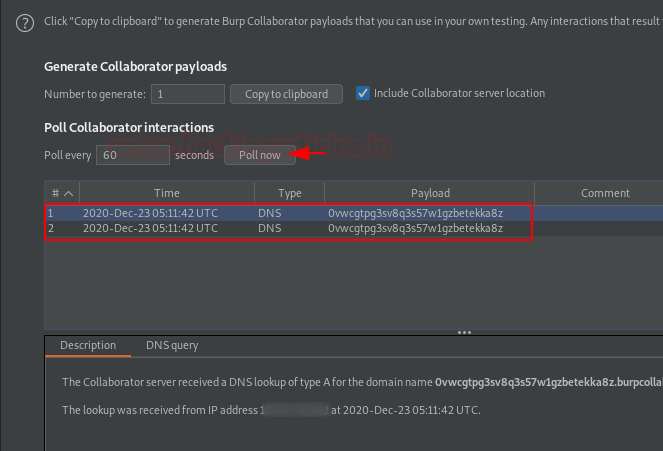 Click "Copy to clipboard" to generate Burp Collaborator payloads that you can use in your own testing. Any interactions that result
Generate Collaborator payloads
Number to generate: 1 Copy to clipboard Include Collaborator server location
Poll Collaborator interactions
Poll every 60 seconds Poll now
# Time Type Payload Comment
1 2020-Dec-23 05:11:42 UTC DNS 0vwcgtpg3sv8q3s57w1gzbetekka8z
2 2020-Dec-23 05:11:42 UTC DNS 0vwcgtpg3sv8q3s57w1gzbetekka8z
Description DNS query
The Collaborator server received a DNS lookup of type A for the domain name 0vwcgtpg3sv8q3s57w1gzbetekka8z.burpcolla
The lookup was received from IP address at 2020-Dec-23 05:11:42 UTC.